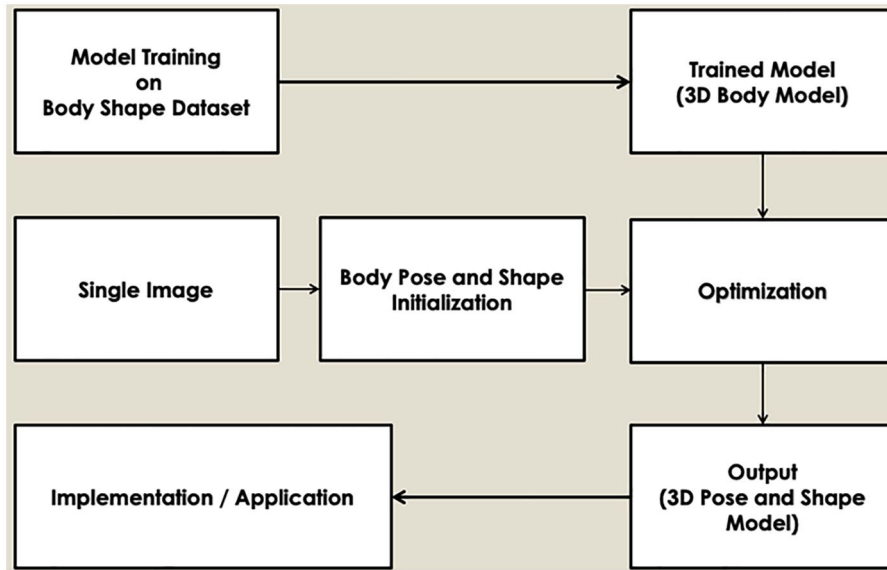 Model Training
on
Body Shape Dataset
Trained Model
(3D Body Model)
Single Image
Body Pose and Shape
Initialization
Optimization
Implementation / Application
Output
(3D Pose and Shape
Model)